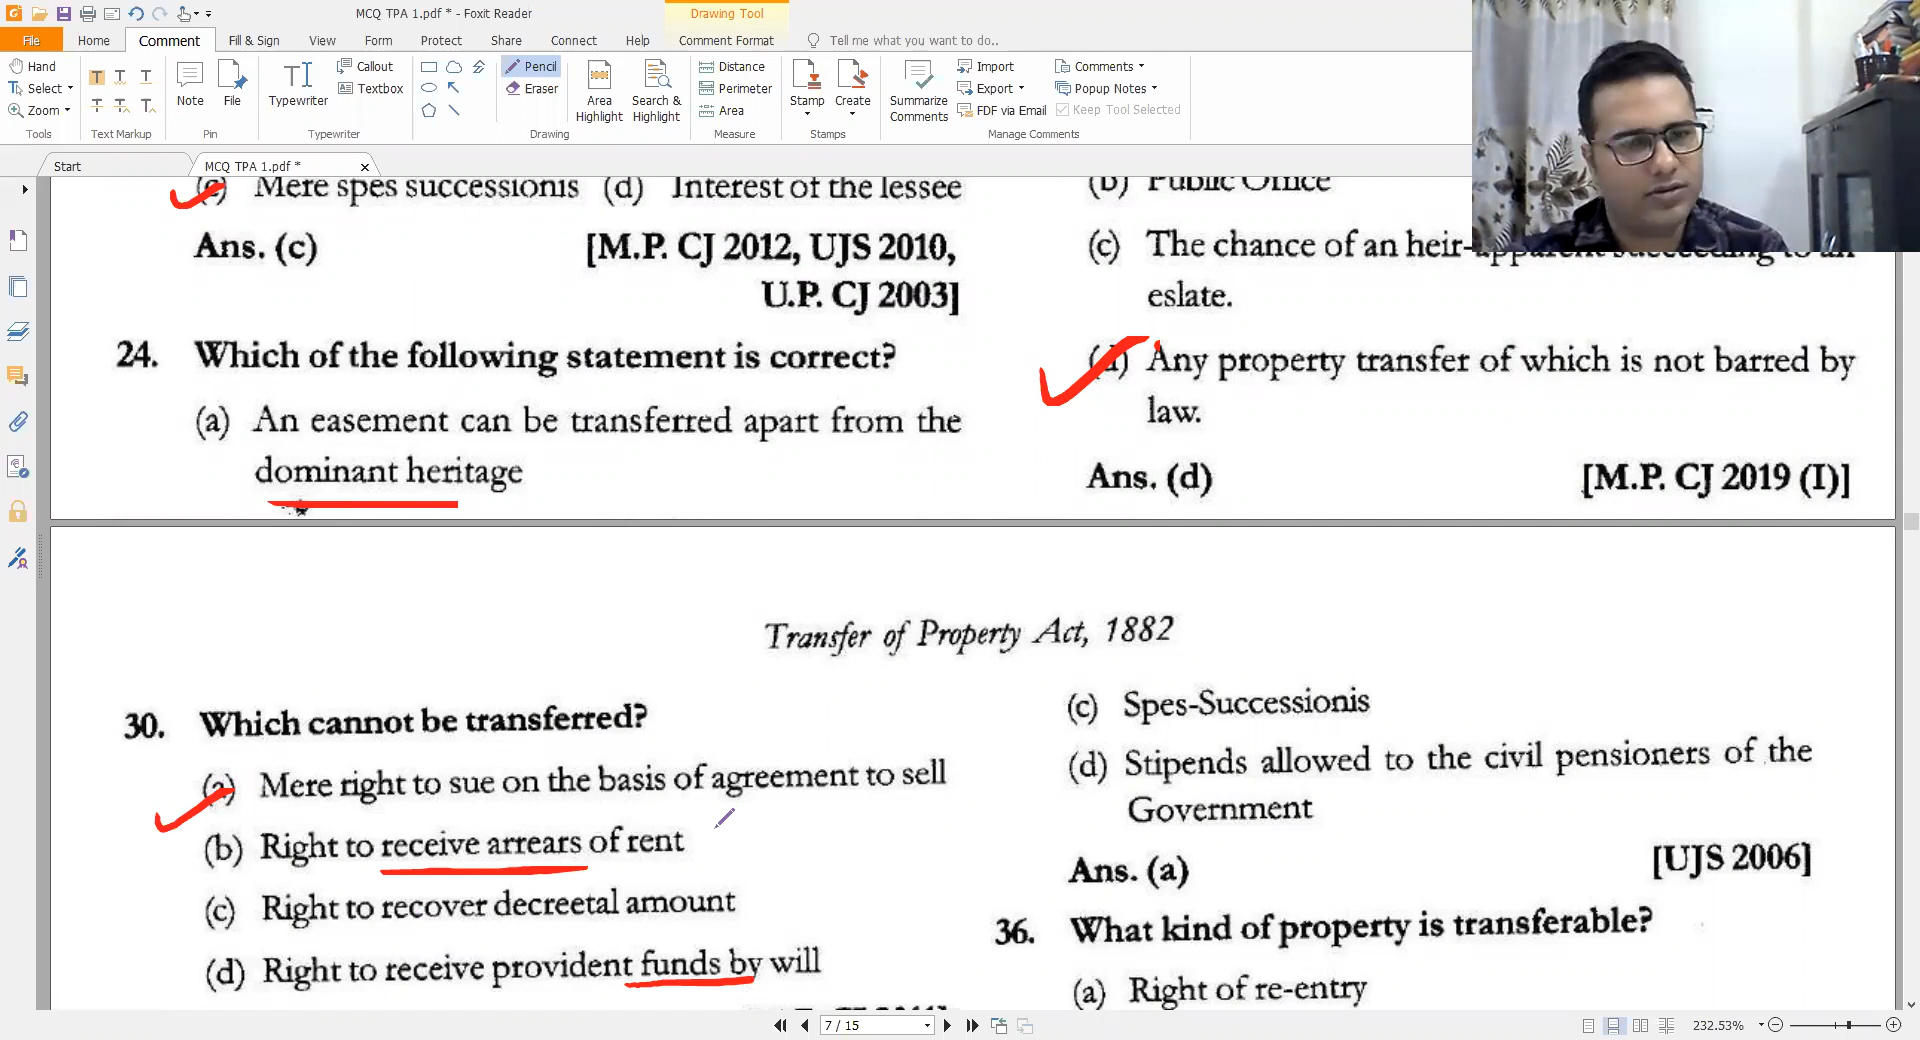 MCQ TPA 1.pdf * - Foxit Reader
Drawing Tool
File Home Comment Fill & Sign View Form Protect Share Connect Help Comment Format Tell me what you want to do..
Hand
Select
Zoom
Tools
Text Markup
Note
File
Pin
Typewriter
Callout
Textbox
Typewriter
Pencil
Eraser
Drawing
Area Highlight
Search & Highlight
Distance
Perimeter
Area
Measure
Stamp
Create
Stamps
Summarize Comments
Import
Export
FDF via Email
Comments
Popup Notes
Keep Tool Selected
Manage Comments
Start
MCQ TPA 1.pdf *
(c) Mere spes successionis (d) Interest of the lessee
Ans. (c) [M.P. CJ 2012, UJS 2010,
U.P. CJ 2003]
24. Which of the following statement is correct?
(a) An easement can be transferred apart from the
dominant heritage
(b) Public Office
(c) The chance of an heir-apparent succeeding to an
eslate.
(d) Any property transfer of which is not barred by
law.
Ans. (d) [M.P. CJ 2019 (I)]
Transfer of Property Act, 1882
30. Which cannot be transferred?
(a) Mere right to sue on the basis of agreement to sell
(b) Right to receive arrears of rent
(c) Right to recover decreetal amount
(d) Right to receive provident funds by will
(c) Spes-Successionis
(d) Stipends allowed to the civil pensioners of the
Government
Ans. (a) [UJS 2006]
36. What kind of property is transferable?
(a) Right of re-entry
7 / 15
232.53%